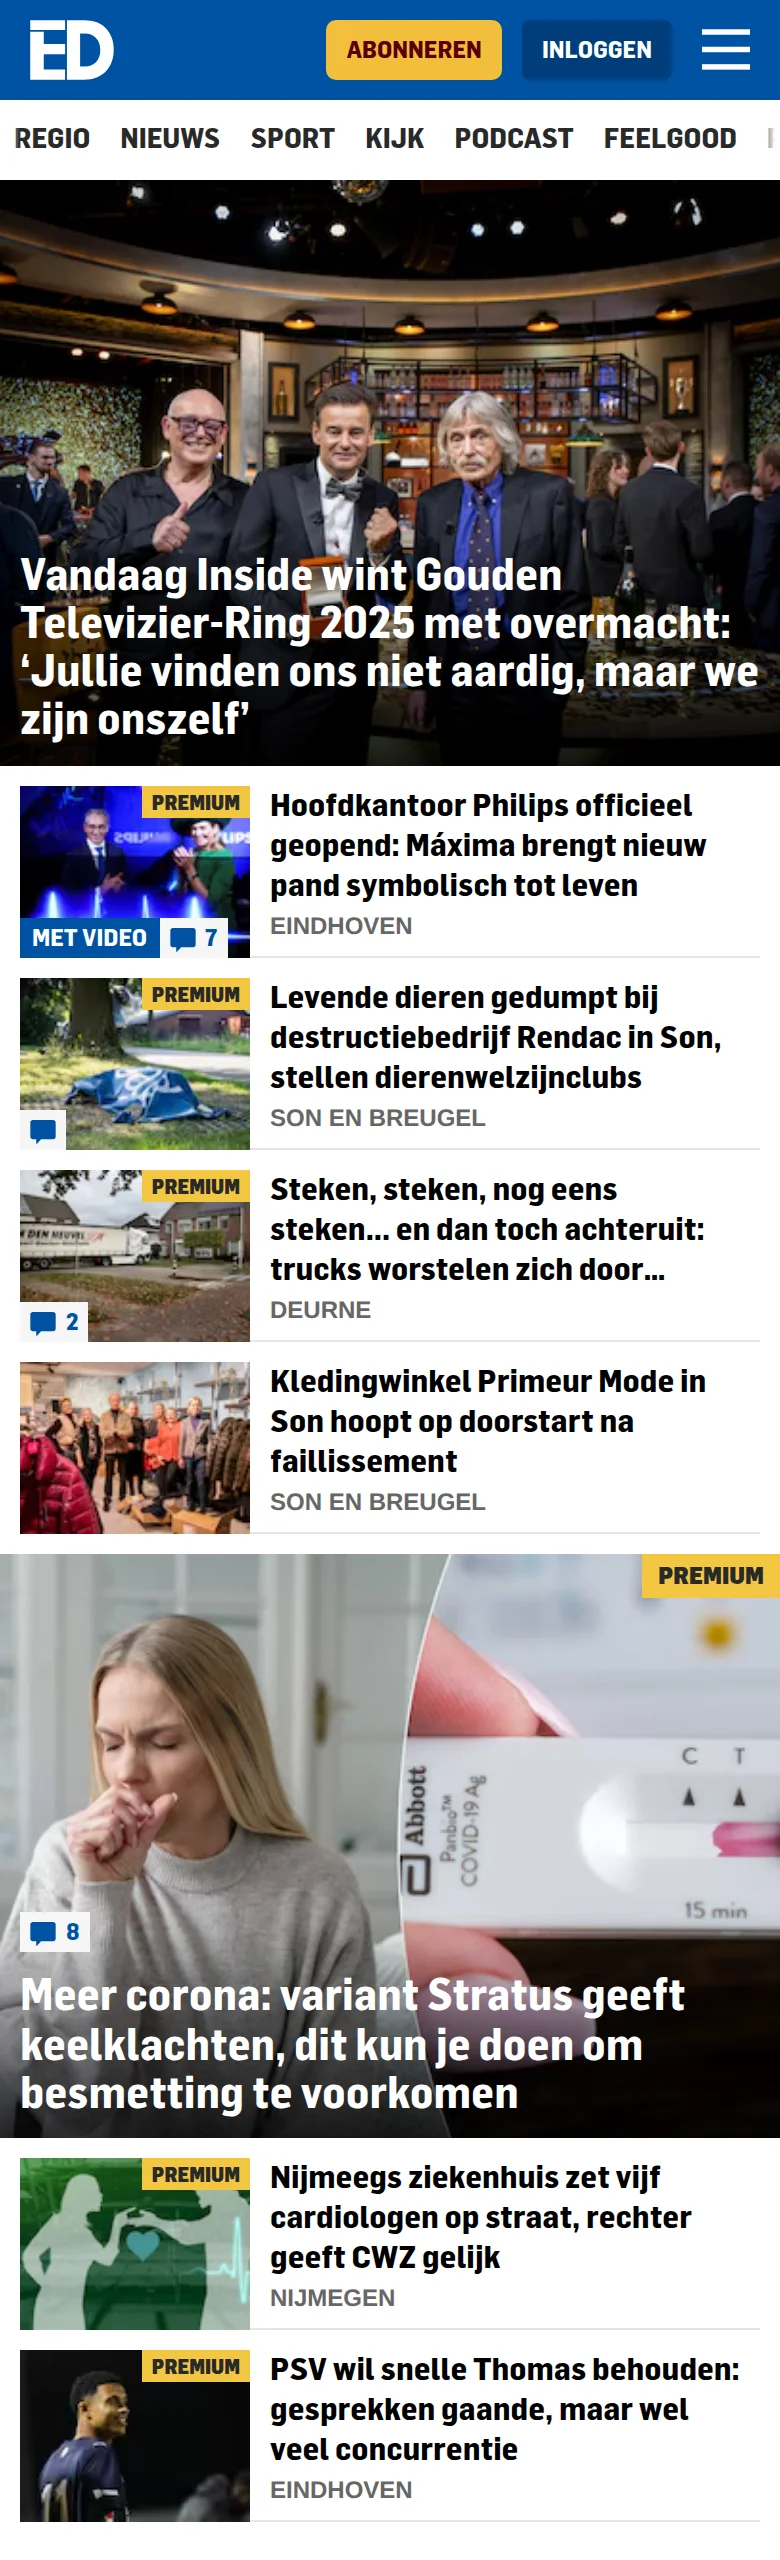 ED
ABONNEREN
INLOGGEN
REGIO NIEUWS SPORT KIJK PODCAST FEELGOOD
Vandaag Inside wint Gouden
Televizier-Ring 2025 met overmacht:
‘Jullie vinden ons niet aardig, maar we
zijn onszelf’
PREMIUM
MET VIDEO
7
Hoofdkantoor Philips officieel
geopend: Máxima brengt nieuw
pand symbolisch tot leven
EINDHOVEN
PREMIUM
Levende dieren gedumpt bij
destructiebedrijf Rendac in Son,
stellen dierenwelzijnclubs
SON EN BREUGEL
PREMIUM
DEN HEUVEL
2
Steken, steken, nog eens
steken... en dan toch achteruit:
trucks worstelen zich door...
DEURNE
Kledingwinkel Primeur Mode in
Son hoopt op doorstart na
faillissement
SON EN BREUGEL
PREMIUM
C T
Abbott
Panbio™
COVID-19 Ag
15 min
8
Meer corona: variant Stratus geeft
keelklachten, dit kun je doen om
besmetting te voorkomen
PREMIUM
Nijmeegs ziekenhuis zet vijf
cardiologen op straat, rechter
geeft CWZ gelijk
NIJMEGEN
PREMIUM
11
PSV wil snelle Thomas behouden:
gesprekken gaande, maar wel
veel concurrentie
EINDHOVEN